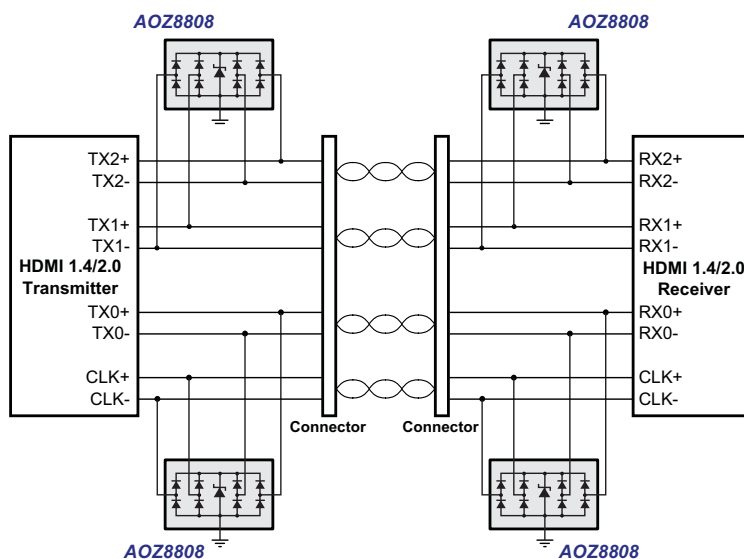 AOZ8808
AOZ8808
TX2+
TX2-
TX1+
TX1-
HDMI 1.4/2.0
Transmitter
TX0+
TX0-
CLK+
CLK-
RX2+
RX2-
RX1+
RX1-
HDMI 1.4/2.0
Receiver
RX0+
RX0-
CLK+
CLK-
Connector
Connector
AOZ8808
AOZ8808